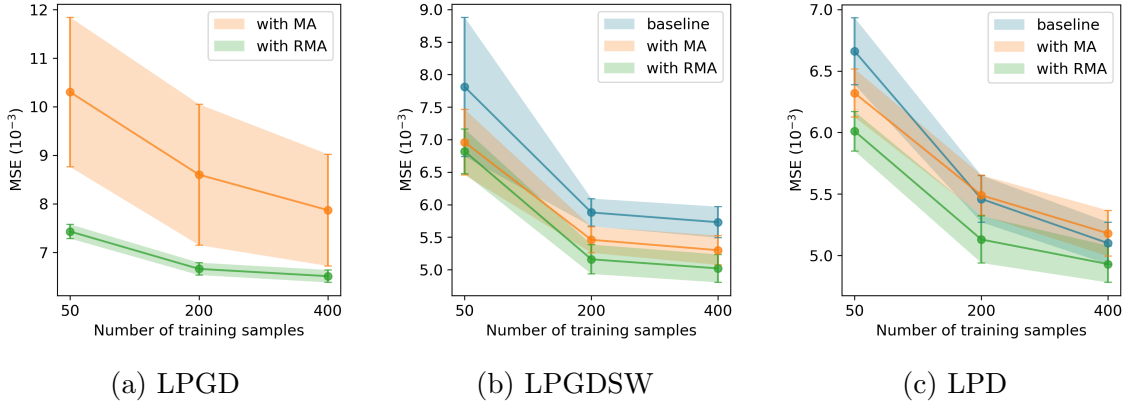 12
11
10
9
8
7
MSE (10⁻³)
with MA
with RMA
50
200
400
Number of training samples
(a) LPGD
9.0
8.5
8.0
7.5
7.0
6.5
6.0
5.5
5.0
MSE (10⁻³)
baseline
with MA
with RMA
50
200
400
Number of training samples
(b) LPGDSW
7.0
6.5
6.0
5.5
5.0
MSE (10⁻³)
baseline
with MA
with RMA
50
200
400
Number of training samples
(c) LPD